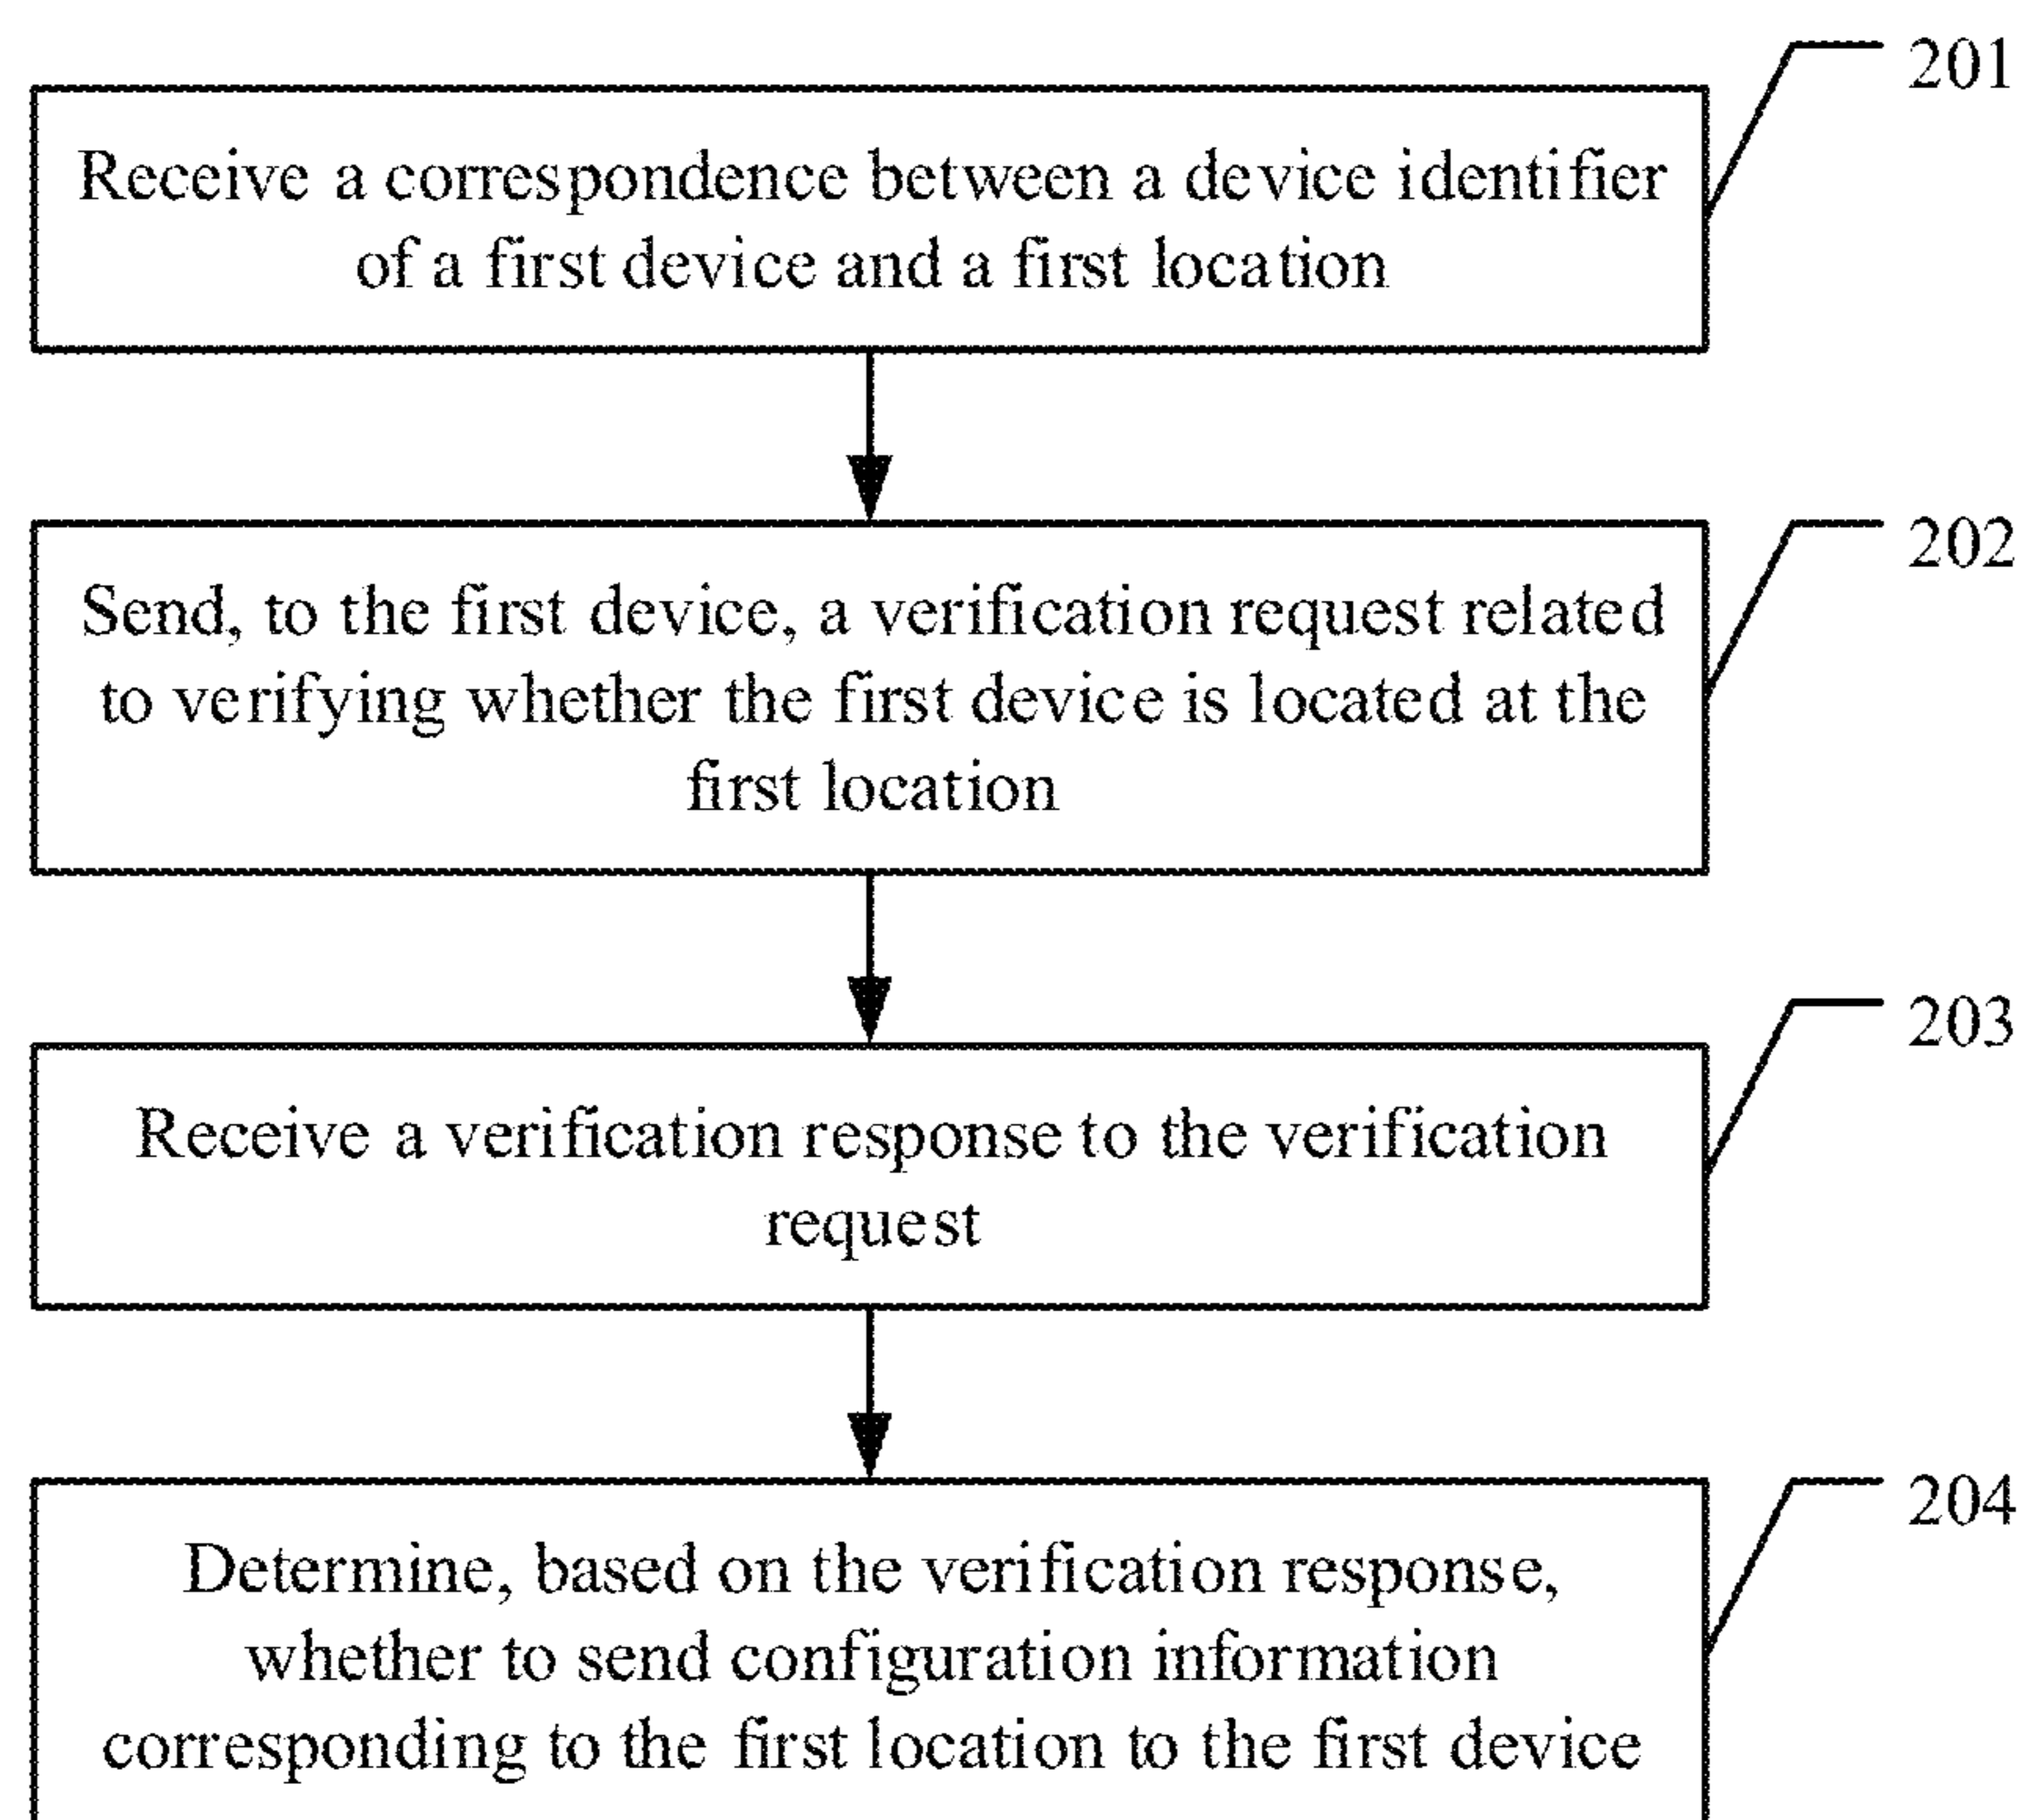 201
Receive a correspondence between a device identifier
of a first device and a first location
202
Send, to the first device, a verification request related
to verifying whether the first device is located at the
first location
203
Receive a verification response to the verification
request
204
Determine, based on the verification response,
whether to send configuration information
corresponding to the first location to the first device